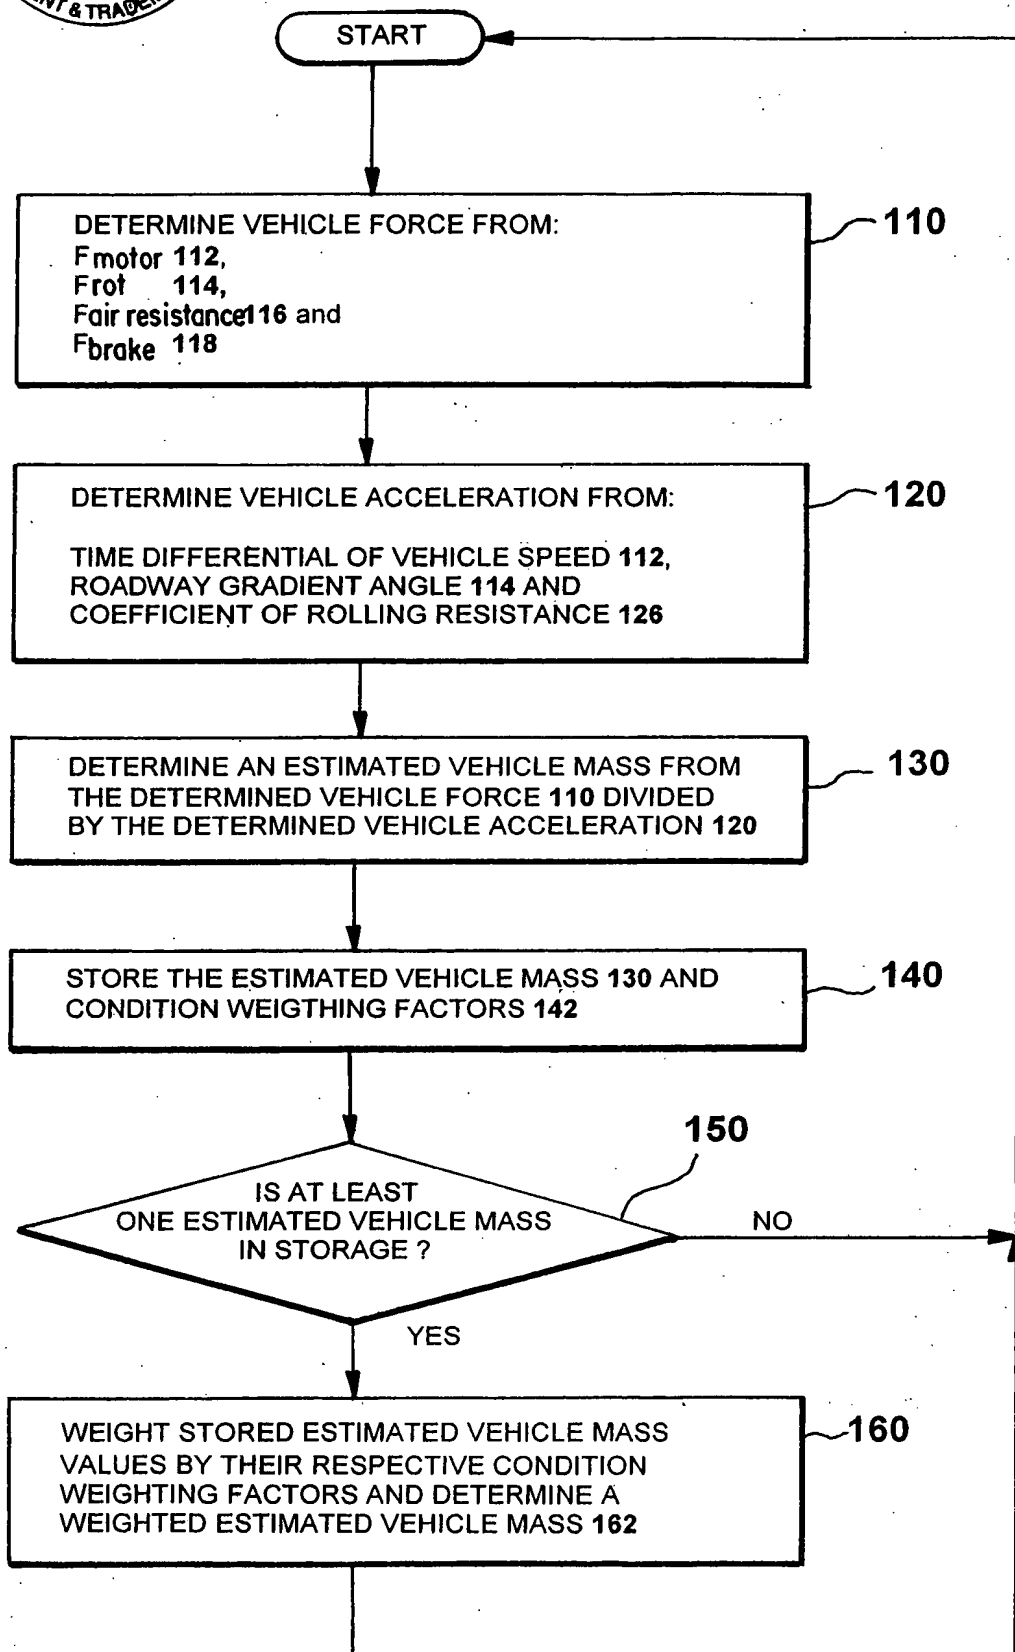 NT & TRADEM
START
DETERMINE VEHICLE FORCE FROM:
Fmotor 112,
Frot 114,
Fair resistance116 and
Fbrake 118
110
DETERMINE VEHICLE ACCELERATION FROM:
TIME DIFFERENTIAL OF VEHICLE SPEED 112,
ROADWAY GRADIENT ANGLE 114 AND
COEFFICIENT OF ROLLING RESISTANCE 126
120
DETERMINE AN ESTIMATED VEHICLE MASS FROM
THE DETERMINED VEHICLE FORCE 110 DIVIDED
BY THE DETERMINED VEHICLE ACCELERATION 120
130
STORE THE ESTIMATED VEHICLE MASS 130 AND
CONDITION WEIGTHING FACTORS 142
140
150
IS AT LEAST
ONE ESTIMATED VEHICLE MASS
IN STORAGE ?
NO
YES
WEIGHT STORED ESTIMATED VEHICLE MASS
VALUES BY THEIR RESPECTIVE CONDITION
WEIGHTING FACTORS AND DETERMINE A
WEIGHTED ESTIMATED VEHICLE MASS 162
160